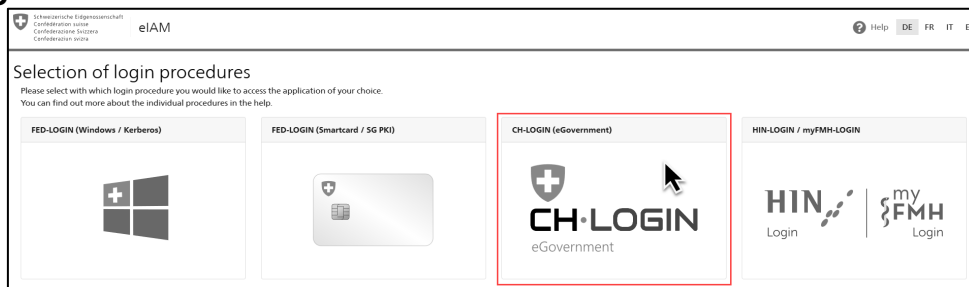 Schweizerische Eidgenossenschaft
Confédération suisse
Confederazione Svizzera
Confederaziun svizra
eIAM
Help DE FR IT E
Selection of login procedures
Please select with which login procedure you would like to access the application of your choice.
You can find out more about the individual procedures in the help.
FED-LOGIN (Windows / Kerberos)
FED-LOGIN (Smartcard / SG PKI)
CH-LOGIN (eGovernment)
CH·LOGIN
eGovernment
HIN-LOGIN / myFMH-LOGIN
HIN
Login
my
FMH
Login